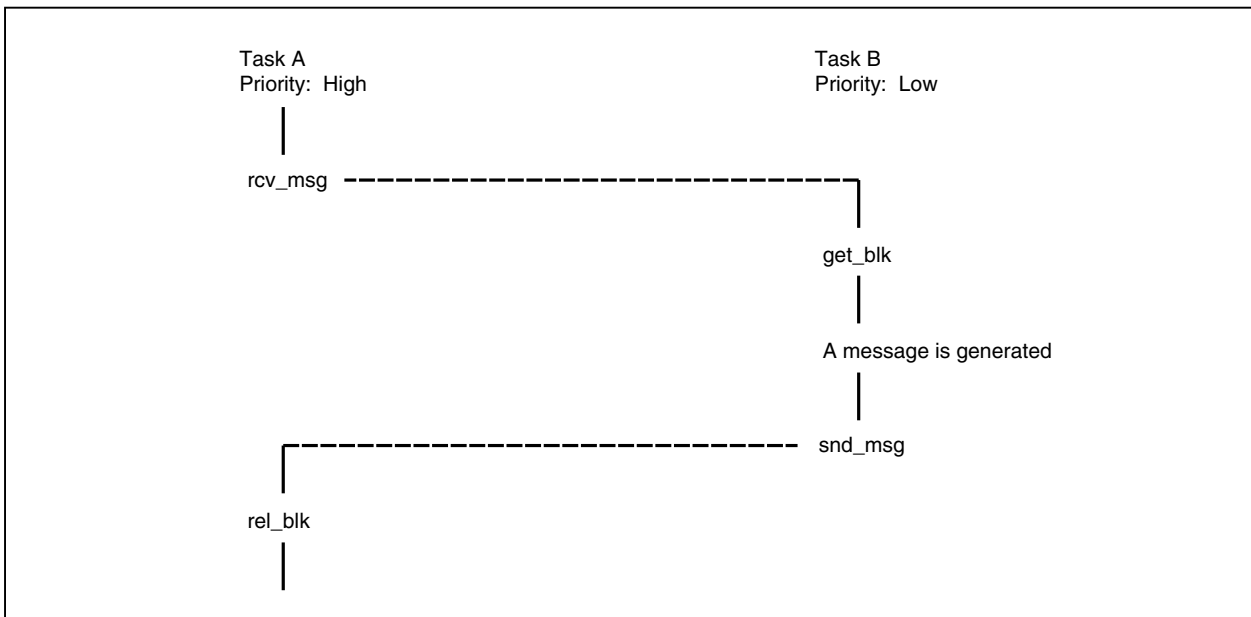 Task A
Priority: High
Task B
Priority: Low
rcv_msg
get_blk
A message is generated
snd_msg
rel_blk